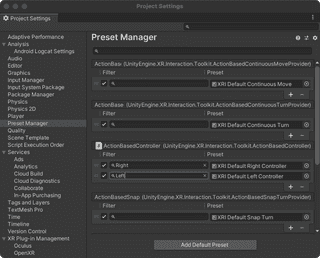 Project Settings
Project Settings
Adaptive Performance
Analysis
Android Logcat Settings
Audio
Editor
Graphics
Input Manager
Input System Package
Package Manager
Physics
Physics 2D
Player
Preset Manager
Quality
Scene Template
Script Execution Order
Services
Ads
Analytics
Cloud Build
Cloud Diagnostics
Collaborate
In-App Purchasing
Tags and Layers
TextMesh Pro
Time
Timeline
Version Control
XR Plug-in Management
Oculus
OpenXR
Preset Manager
(UnityEngine.XR.Interaction.Toolkit.ActionBasedContinuousMoveProvider)
Filter Preset
XRI Default Continuous Move
(UnityEngine.XR.Interaction.Toolkit.ActionBasedContinuousTurnProvider)
Filter Preset
XRI Default Continuous Turn
ActionBasedController (UnityEngine.XR.Interaction.Toolkit.ActionBasedController)
Filter Preset
Right XRI Default Right Controller
Left XRI Default Left Controller
ActionBasedSnap (UnityEngine.XR.Interaction.Toolkit.ActionBasedSnapTurnProvider)
Filter Preset
XRI Default Snap Turn
Add Default Preset